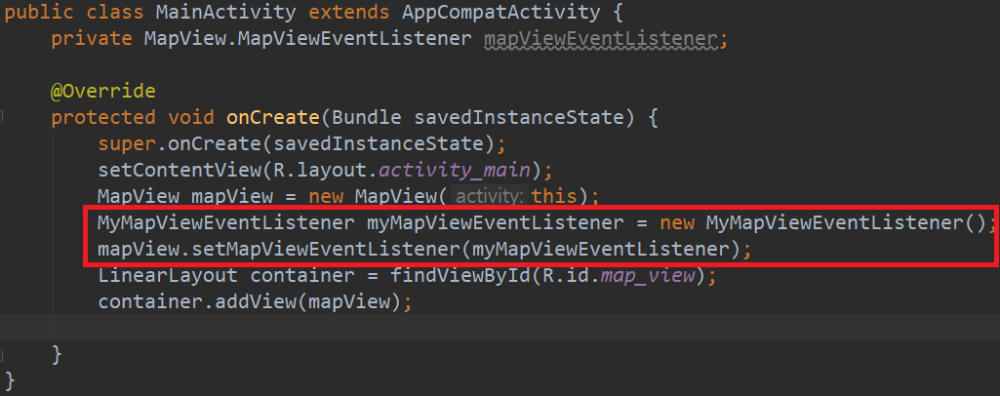 public class MainActivity extends AppCompatActivity {
private MapView.MapViewEventListener mapViewEventListener;
@Override
protected void onCreate(Bundle savedInstanceState) {
super.onCreate(savedInstanceState);
setContentView(R.layout.activity_main);
MapView mapView = new MapView( activity: this);
MyMapViewEventListener myMapViewEventListener = new MyMapViewEventListener();
mapView.setMapViewEventListener(myMapViewEventListener);
LinearLayout container = findViewById(R.id.map_view);
container.addView(mapView);
}
}